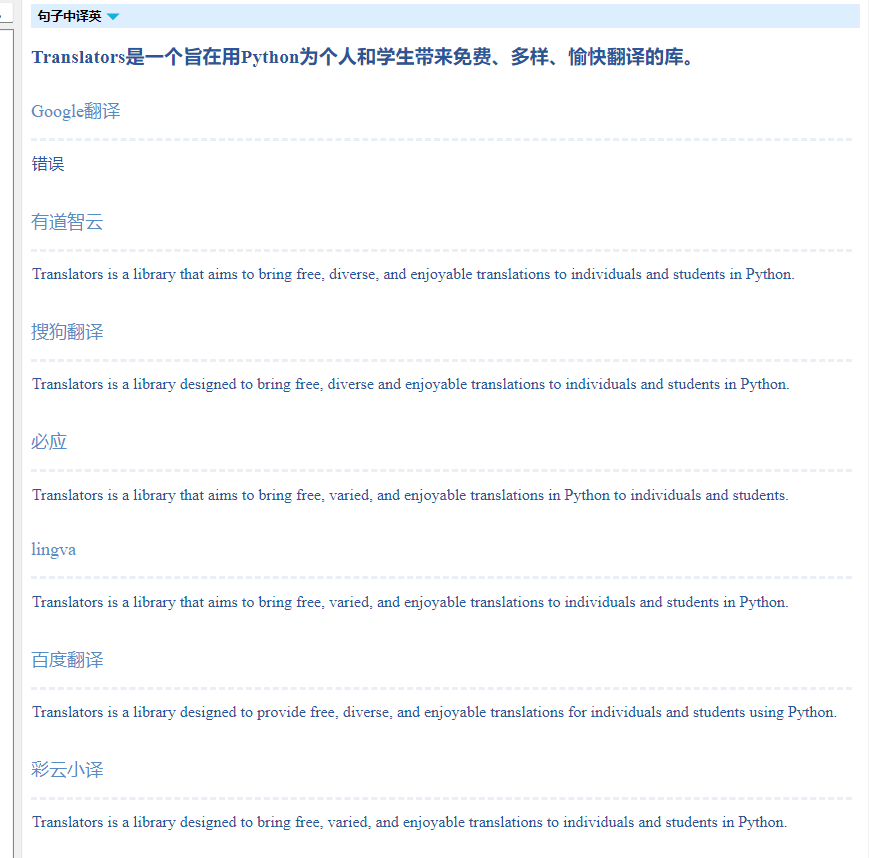 句子中译英
Translators是一个旨在用Python为个人和学生带来免费、多样、愉快翻译的库。
Google翻译
错误
有道智云
Translators is a library that aims to bring free, diverse, and enjoyable translations to individuals and students in Python.
搜狗翻译
Translators is a library designed to bring free, diverse and enjoyable translations to individuals and students in Python.
必应
Translators is a library that aims to bring free, varied, and enjoyable translations in Python to individuals and students.
lingva
Translators is a library that aims to bring free, varied, and enjoyable translations to individuals and students in Python.
百度翻译
Translators is a library designed to provide free, diverse, and enjoyable translations for individuals and students using Python.
彩云小译
Translators is a library designed to bring free, varied, and enjoyable translations to individuals and students in Python.